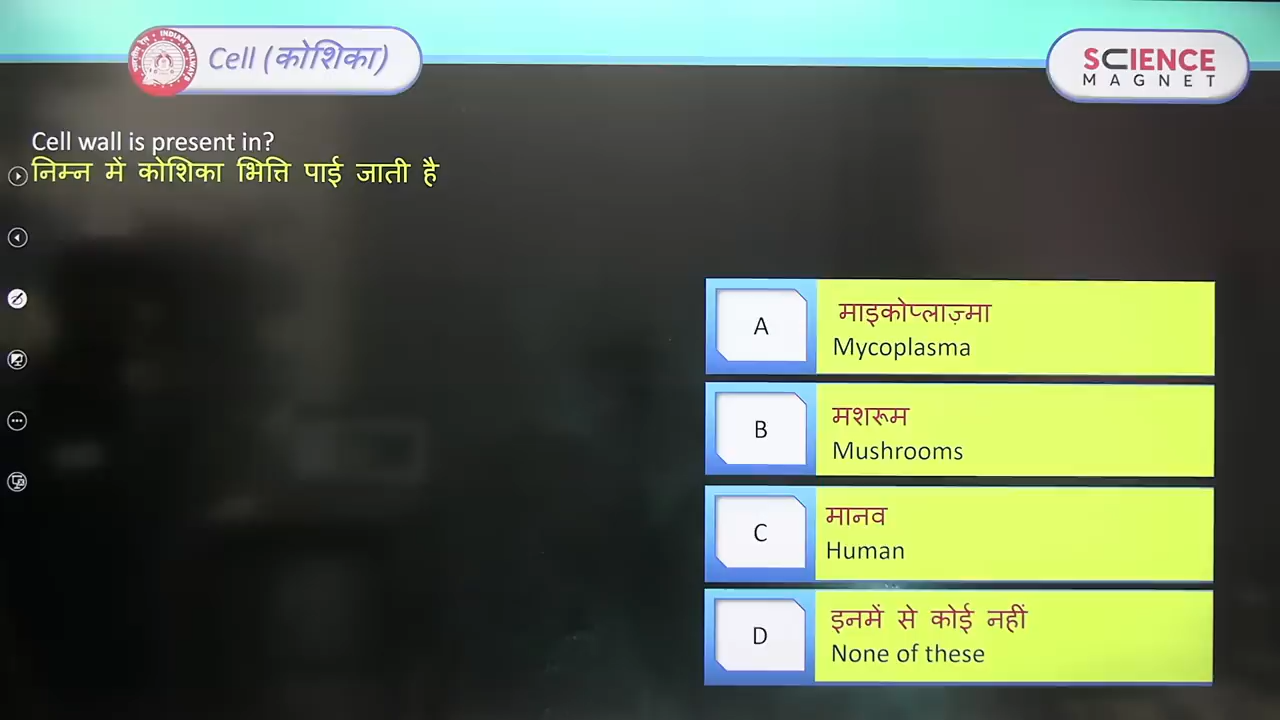 Cell (कोशिका)
SCIENCE
MAGNET
Cell wall is present in?
निम्न में कोशिका भित्ति पाई जाती है
A
माइकोप्लाज़्मा
Mycoplasma
B
मशरूम
Mushrooms
C
मानव
Human
D
इनमें से कोई नहीं
None of these